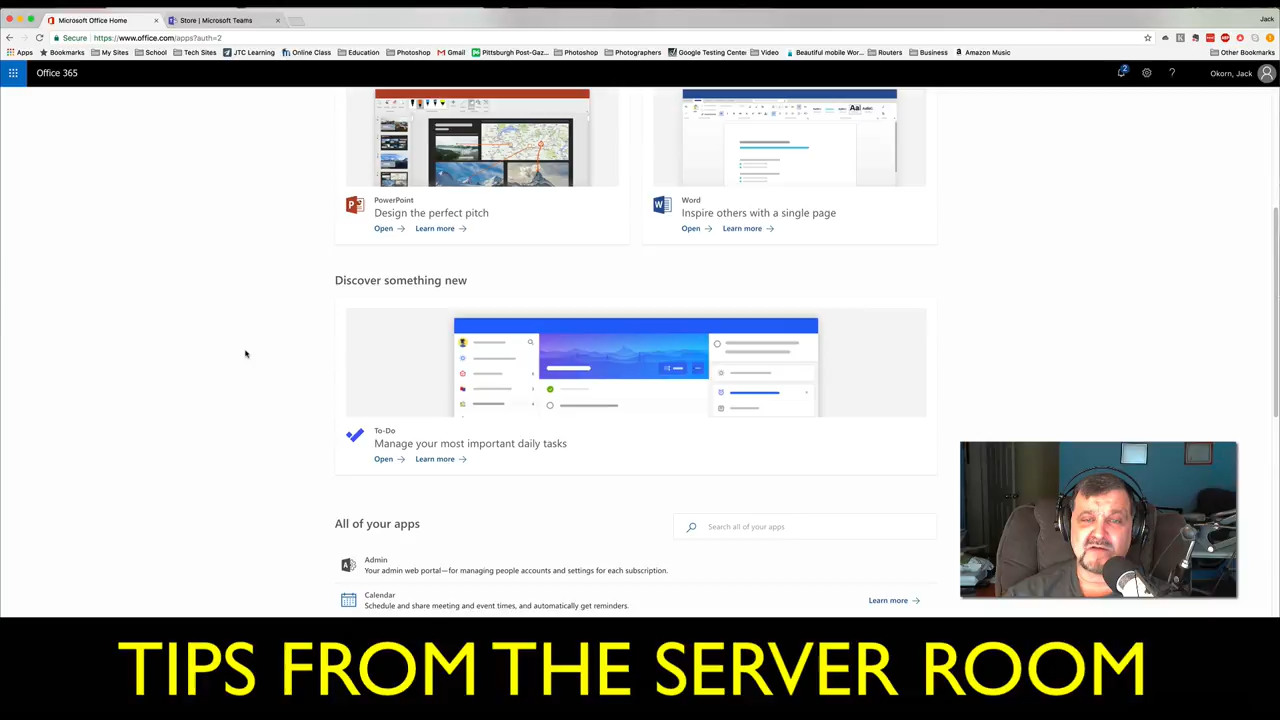 Jack
Microsoft Office Home
Store | Microsoft Teams
Secure
https://www.office.com/apps?auth=2
Apps
Bookmarks
My Sites
School
Tech Sites
JTC Learning
Online Class
Education
Photoshop
Gmail
Pittsburgh Post-Gaz...
Photoshop
Photographers
Google Testing Center
Video
Beautiful mobile Wor...
Routers
Business
Amazon Music
Other Bookmarks
Office 365
2
Okorn, Jack
PowerPoint
Design the perfect pitch
Open
Learn more
Word
Inspire others with a single page
Open
Learn more
Discover something new
To-Do
Manage your most important daily tasks
Open
Learn more
All of your apps
Search all of your apps
Admin
Your admin web portal—for managing people accounts and settings for each subscription.
Calendar
Schedule and share meeting and event times, and automatically get reminders.
Learn more
TIPS FROM THE SERVER ROOM